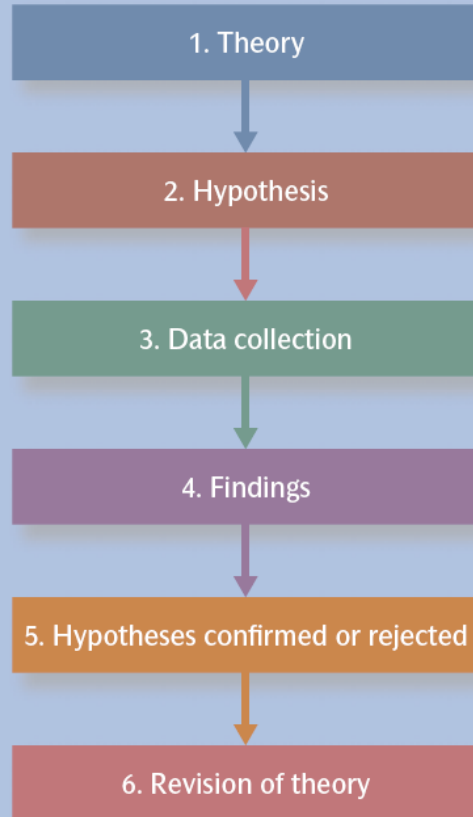 1. Theory
2. Hypothesis
3. Data collection
4. Findings
5. Hypotheses confirmed or rejected
6. Revision of theory